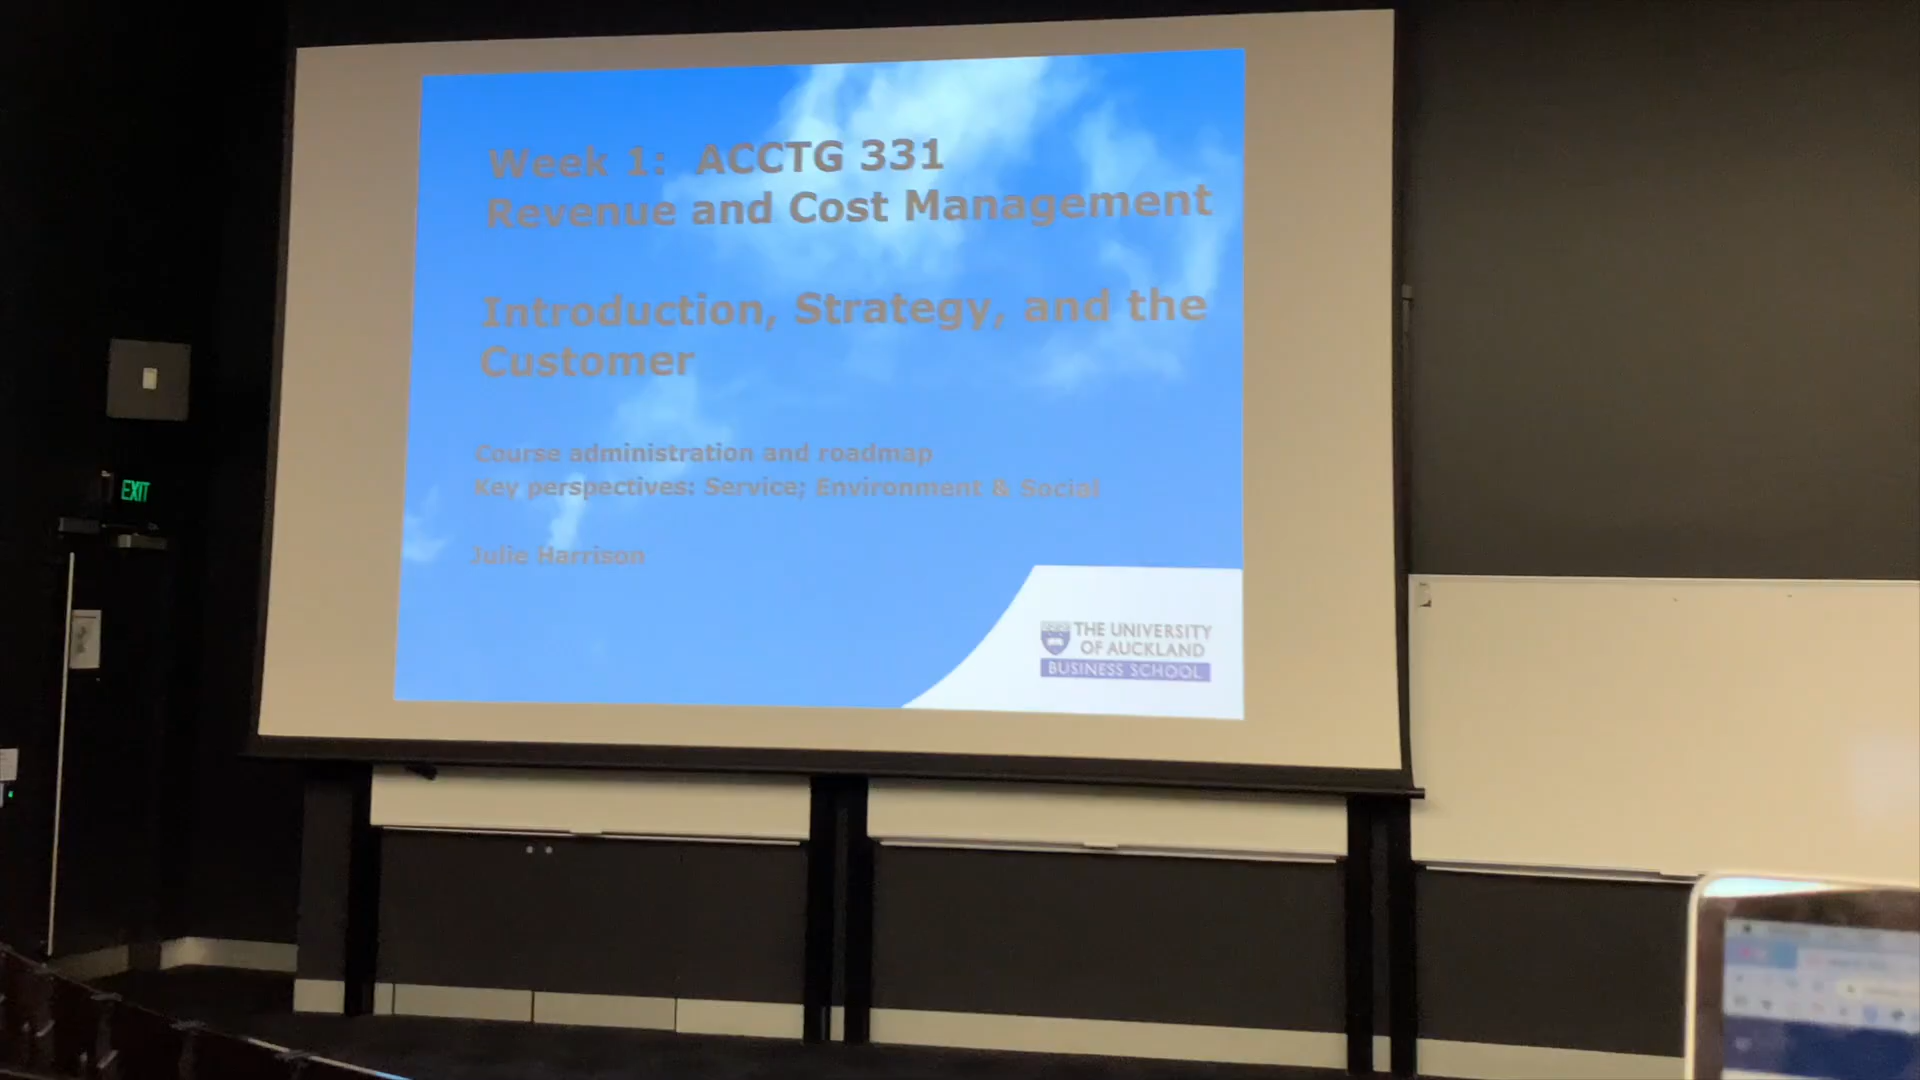 Week 1: ACCTG 331
Revenue and Cost Management
Introduction, Strategy, and the
Customer
Course administration and roadmap
Key perspectives: Service; Environment & Social
Julie Harrison
THE UNIVERSITY
OF AUCKLAND
BUSINESS SCHOOL
EXIT